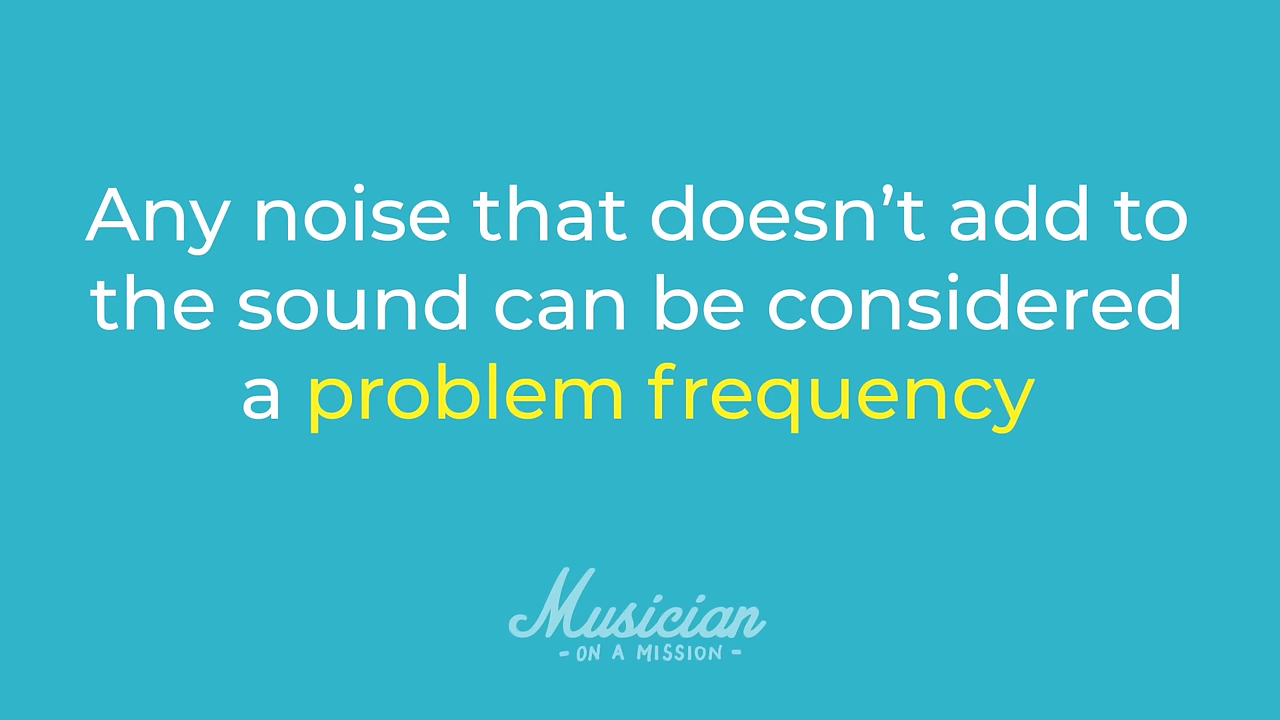 Any noise that doesn’t add to
the sound can be considered
a problem frequency
Musician
- ON A MISSION -